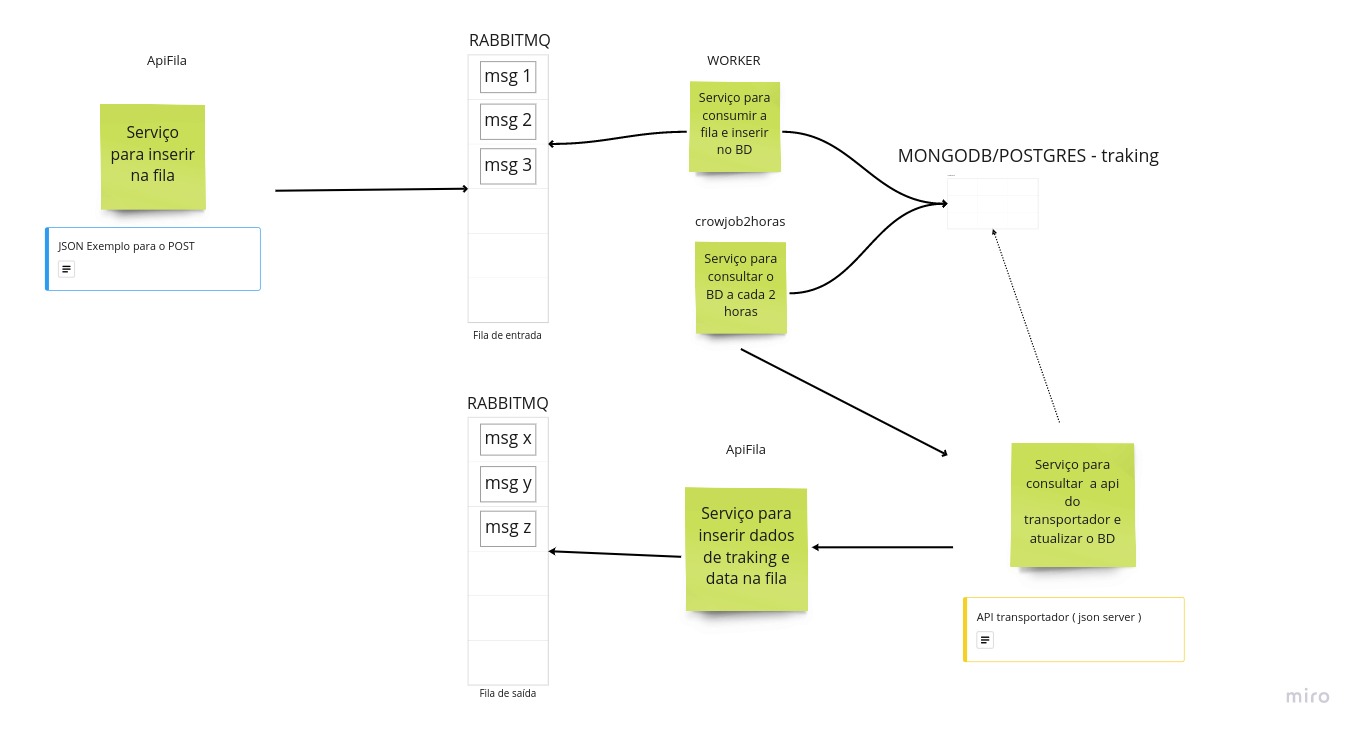 ApiFila
Serviço
para inserir
na fila
JSON Exemplo para o POST
RABBITMQ
msg 1
msg 2
msg 3
Fila de entrada
WORKER
Serviço para
consumir a
fila e inserir
no BD
crowjob2horas
Serviço para
consultar o
BD a cada 2
horas
MONGODB/POSTGRES - traking
RABBITMQ
msg x
msg y
msg z
Fila de saída
ApiFila
Serviço para
inserir dados
de traking e
data na fila
Serviço para
consultar a api
do
transportador e
atualizar o BD
API transportador ( json server )
miro